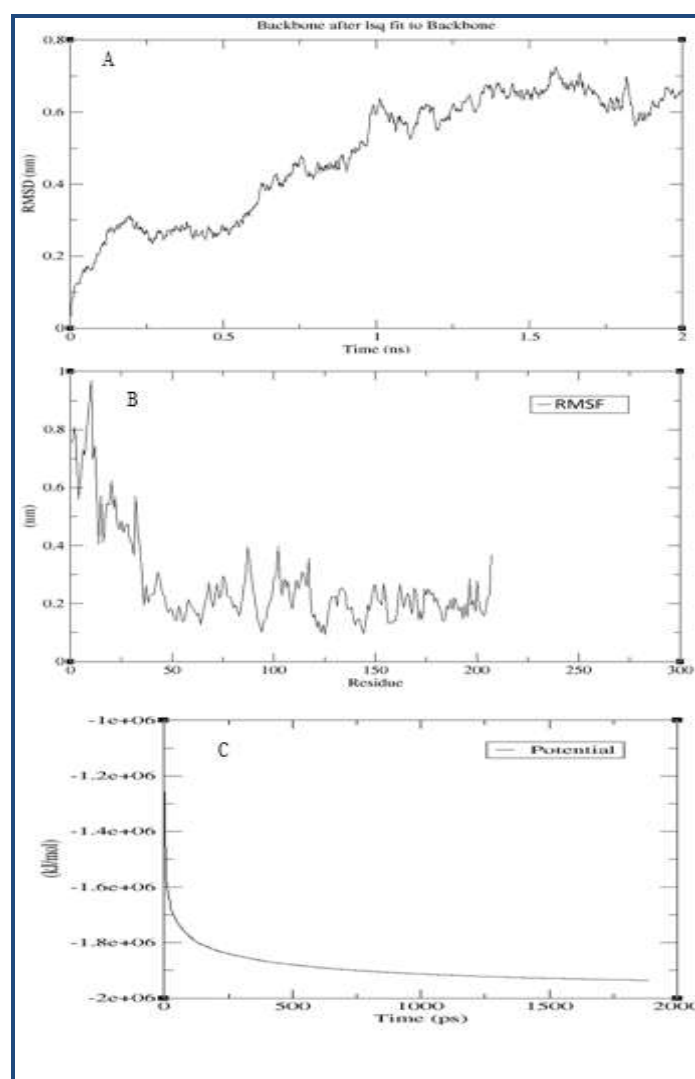 Backbone after lsq fit to Backbone
A
0.8
0.6
0.4
0.2
0
RMSD (nm)
0 0.5 1 1.5 2
Time (ns)
B
RMSF
1
0.8
0.6
0.4
0.2
0
(nm)
0 50 100 150 200 250 300
Residue
C
Potential
-1e+06
-1.2e+06
-1.4e+06
-1.6e+06
-1.8e+06
-2e+06
(kJ/mol)
0 500 1000 1500 2000
Time (ps)